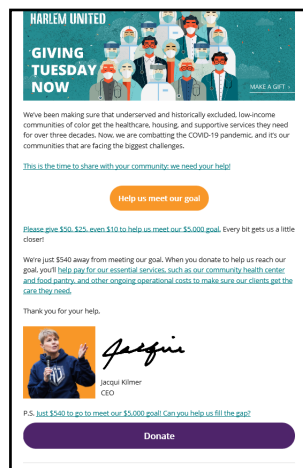 HARLEM UNITED
GIVING
TUESDAY
NOW
MAKE A GIFT ›
We've been making sure that underserved and historically excluded, low-income
communities of color get the healthcare, housing, and supportive services they need
for over three decades. Now, we are combatting the COVID-19 pandemic, and it's our
communities that are facing the biggest challenges.
This is the time to share with your community: we need your help!
Help us meet our goal
Please give $50, $25, even $10 to help us meet our $5,000 goal. Every bit gets us a little
closer!
We're just $540 away from meeting our goal. When you donate to help us reach our
goal, you'll help pay for our essential services, such as our community health center
and food pantry, and other ongoing operational costs to make sure our clients get the
care they need.
Thank you for your help,
Jacqui
Jacqui Kilmer
CEO
P.S. Just $540 to go to meet our $5,000 goal! Can you help us fill the gap?
Donate